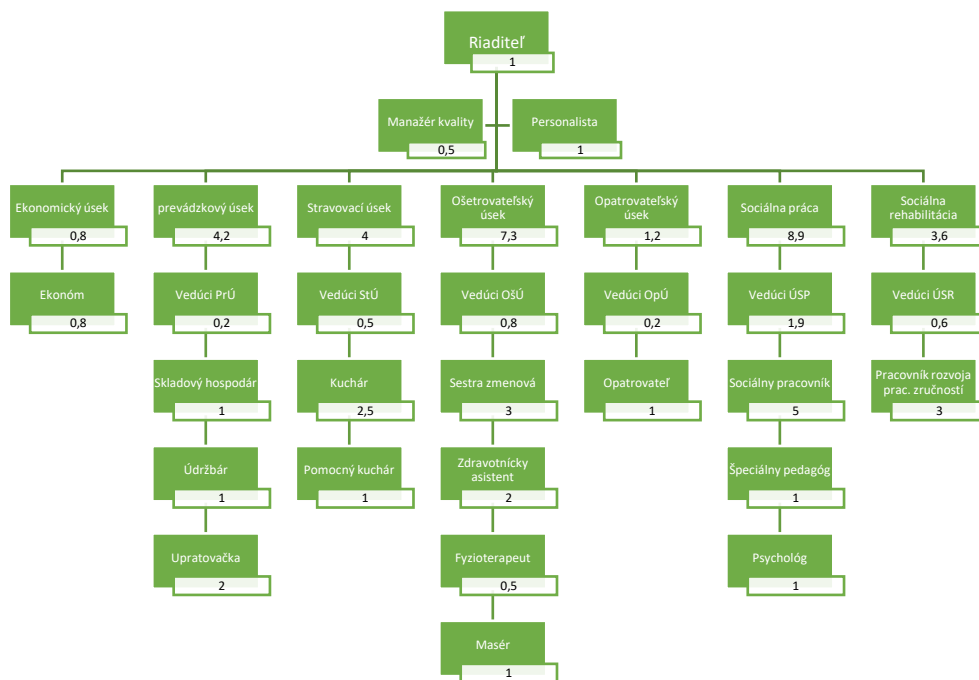 Riaditeľ
1
Manažér kvality
0,5
Personalista
1
Ekonomický úsek
0,8
prevádzkový úsek
4,2
Stravovací úsek
4
Ošetrovateľský
úsek
7,3
Opatrovateľský
úsek
1,2
Sociálna práca
8,9
Sociálna
rehabilitácia
3,6
Ekonóm
0,8
Vedúci PrÚ
0,2
Vedúci StÚ
0,5
Vedúci OšÚ
0,8
Vedúci OpÚ
0,2
Vedúci ÚSP
1,9
Vedúci ÚSR
0,6
Skladový hospodár
1
Kuchár
2,5
Sestra zmenová
3
Opatrovateľ
1
Sociálny pracovník
5
Pracovník rozvoja
prac. zručností
3
Údržbár
1
Pomocný kuchár
1
Zdravotnícky
asistent
2
Špeciálny pedagóg
1
Upratovačka
2
Fyzioterapeut
0,5
Psychológ
1
Masér
1